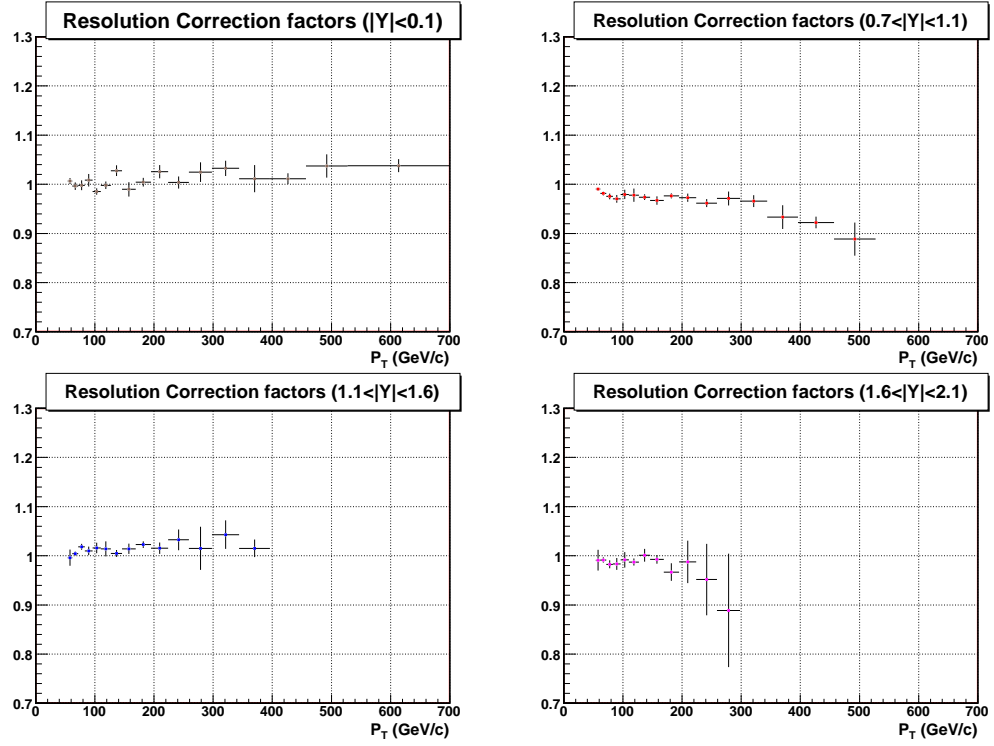 Resolution Correction factors (|Y|<0.1)
1.3
1.2
1.1
1
0.9
0.8
0.7
0 100 200 300 400 500 600 700
P_T (GeV/c)
Resolution Correction factors (0.7<|Y|<1.1)
1.3
1.2
1.1
1
0.9
0.8
0.7
0 100 200 300 400 500 600 700
P_T (GeV/c)
Resolution Correction factors (1.1<|Y|<1.6)
1.3
1.2
1.1
1
0.9
0.8
0.7
0 100 200 300 400 500 600 700
P_T (GeV/c)
Resolution Correction factors (1.6<|Y|<2.1)
1.3
1.2
1.1
1
0.9
0.8
0.7
0 100 200 300 400 500 600 700
P_T (GeV/c)